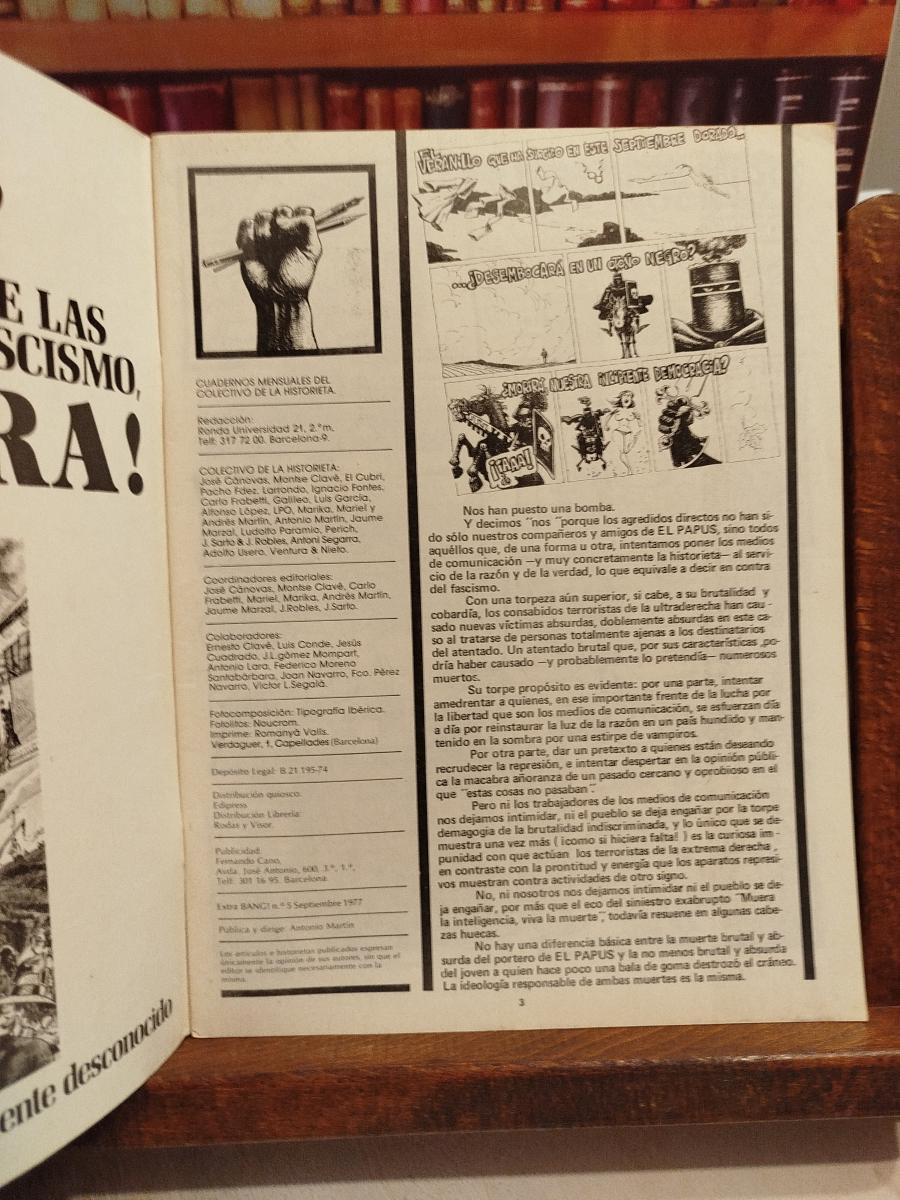 E LAS
SCISMO,
RA!
ente desconocido
CUADERNOS MENSUALES DEL
COLECTIVO DE LA HISTORIETA.
Redacción:
Ronda Universidad 21, 2.º m.
Telf: 317 72 00. Barcelona-9.
COLECTIVO DE LA HISTORIETA:
José Cánovas, Montse Clavé, El Cubri,
Pacho Fdez. Larrondo, Ignacio Fontes,
Carlo Frabetti, Galileo, Luis García,
Alfonso López, LPO, Marika, Mariel y
Andrés Martín, Antonio Martín, Jaume
Marzal, Ludolfo Paramio, Perich,
J. Sarto & J. Robles, Antoni Segarra,
Adolfo Usero, Ventura & Nieto.
Coordinadores editoriales:
José Cánovas, Montse Clavé, Carlo
Frabetti, Mariel, Marika, Andrés Martín,
Jaume Marzal, J.Robles, J.Sarto.
Colaboradores:
Ernesto Clavé, Luis Conde, Jesús
Cuadrado, J.L.gómez Mompart,
Antonio Lara, Federico Moreno
Santabárbara, Joan Navarro, Fco. Pérez
Navarro, Victor L.Segalá.
Fotocomposición: Tipografía Ibérica.
Fotolitos: Noucrom.
Imprime: Romanyà Valls.
Verdaguer, 1, Capellades (Barcelona)
Depósito Legal: B.21 195-74
Distribución quiosco:
Edipress
Distribución Librería:
Rodas y Visor.
Publicidad:
Fernando Cano,
Avda. José Antonio, 600, 3.º, 1.ª,
Telf: 301 16 95. Barcelona.
Extra BANG! n.º 5 Septiembre 1977
Publica y dirige: Antonio Martín
Los artículos e historietas publicados expresan
únicamente la opinión de sus autores, sin que el
editor se identifique necesariamente con la
misma.
EL
VERANILLO QUE HA SURGIDO EN ESTE SEPTIEMBRE DORADO...
...¿DESEMBOCARÁ EN UN OTOÑO NEGRO?
¿MORIRÁ NUESTRA INCIPIENTE DEMOCRACIA?
¡FAAA!
Nos han puesto una bomba.
Y decimos "nos" porque los agredidos directos no han si-
do sólo nuestros compañeros y amigos de EL PAPUS, sino todos
aquéllos que, de una forma u otra, intentamos poner los medios
de comunicación —y muy concretamente la historieta— al servi-
cio de la razón y de la verdad, lo que equivale a decir en contra
del fascismo.
Con una torpeza aún superior, si cabe, a su brutalidad y
cobardía, los consabidos terroristas de la ultraderecha han cau-
sado nuevas víctimas absurdas, doblemente absurdas en este ca-
so al tratarse de personas totalmente ajenas a los destinatarios
del atentado. Un atentado brutal que, por sus características ,po-
dría haber causado —y probablemente lo pretendía— numerosos
muertos.
Su torpe propósito es evidente: por una parte, intentar
amedrentar a quienes, en ese importante frente de la lucha por
la libertad que son los medios de comunicación, se esfuerzan día
a día por reinstaurar la luz de la razón en un país hundido y man-
tenido en la sombra por una estirpe de vampiros.
Por otra parte, dar un pretexto a quienes están deseando
recrudecer la represión, e intentar despertar en la opinión públi-
ca la macabra añoranza de un pasado cercano y oprobioso en el
que "estas cosas no pasaban".
Pero ni los trabajadores de los medios de comunicación
nos dejamos intimidar, ni el pueblo se deja engañar por la torpe
demagogia de la brutalidad indiscriminada, y lo único que se de-
muestra una vez más ( ¡como si hiciera falta! ) es la curiosa im-
punidad con que actúan los terroristas de la extrema derecha ,
en contraste con la prontitud y energía que los aparatos represi-
vos muestran contra actividades de otro signo.
No, ni nosotros nos dejamos intimidar ni el pueblo se de-
ja engañar, por más que el eco del siniestro exabrupto "Muera
la inteligencia, viva la muerte", todavía resuene en algunas cabe-
zas huecas.
No hay una diferencia básica entre la muerte brutal y ab-
surda del portero de EL PAPUS y la no menos brutal y absurda
del joven a quien hace poco una bala de goma destrozó el cráneo.
La ideología responsable de ambas muertes es la misma.
3